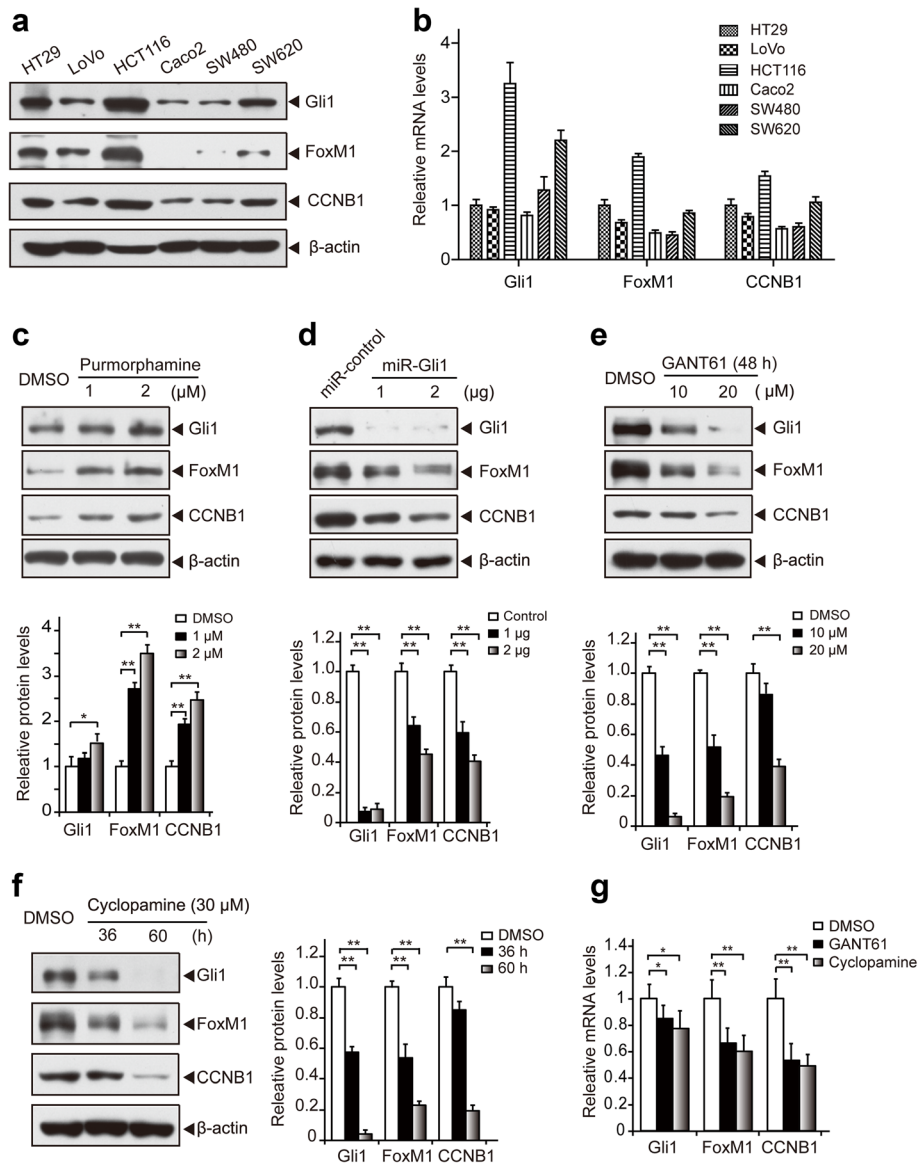 a
HT29 LoVo HCT116 Caco2 SW480 SW620
Gli1
FoxM1
CCNB1
β-actin
b
Releative mRNA levels
4
3
2
1
0
HT29
LoVo
HCT116
Caco2
SW480
SW620
Gli1 FoxM1 CCNB1
c
DMSO Purmorphamine
1 2 (μM)
Gli1
FoxM1
CCNB1
β-actin
Releative protein levels
4
3
2
1
0
DMSO
1 μM
2 μM
* ** ** ** **
Gli1 FoxM1 CCNB1
d
miR-control miR-Gli1
1 2 (μg)
Gli1
FoxM1
CCNB1
β-actin
Releative protein levels
1.2
1.0
0.8
0.6
0.4
0.2
0
Control
1 μg
2 μg
** ** **
** ** **
Gli1 FoxM1 CCNB1
e
DMSO GANT61 (48 h)
10 20 ( μM)
Gli1
FoxM1
CCNB1
β-actin
Releative protein levels
1.2
1.0
0.8
0.6
0.4
0.2
0
DMSO
10 μM
20 μM
** ** **
** **
Gli1 FoxM1 CCNB1
f
DMSO Cyclopamine (30 μM)
36 60 (h)
Gli1
FoxM1
CCNB1
β-actin
Releative protein levels
1.2
1.0
0.8
0.6
0.4
0.2
0
DMSO
36 h
60 h
** ** **
** **
Gli1 FoxM1 CCNB1
g
Releative mRNA levels
1.4
1.2
1
0.8
0.6
0.4
0.2
0
DMSO
GANT61
Cyclopamine
* ** **
* ** **
Gli1 FoxM1 CCNB1